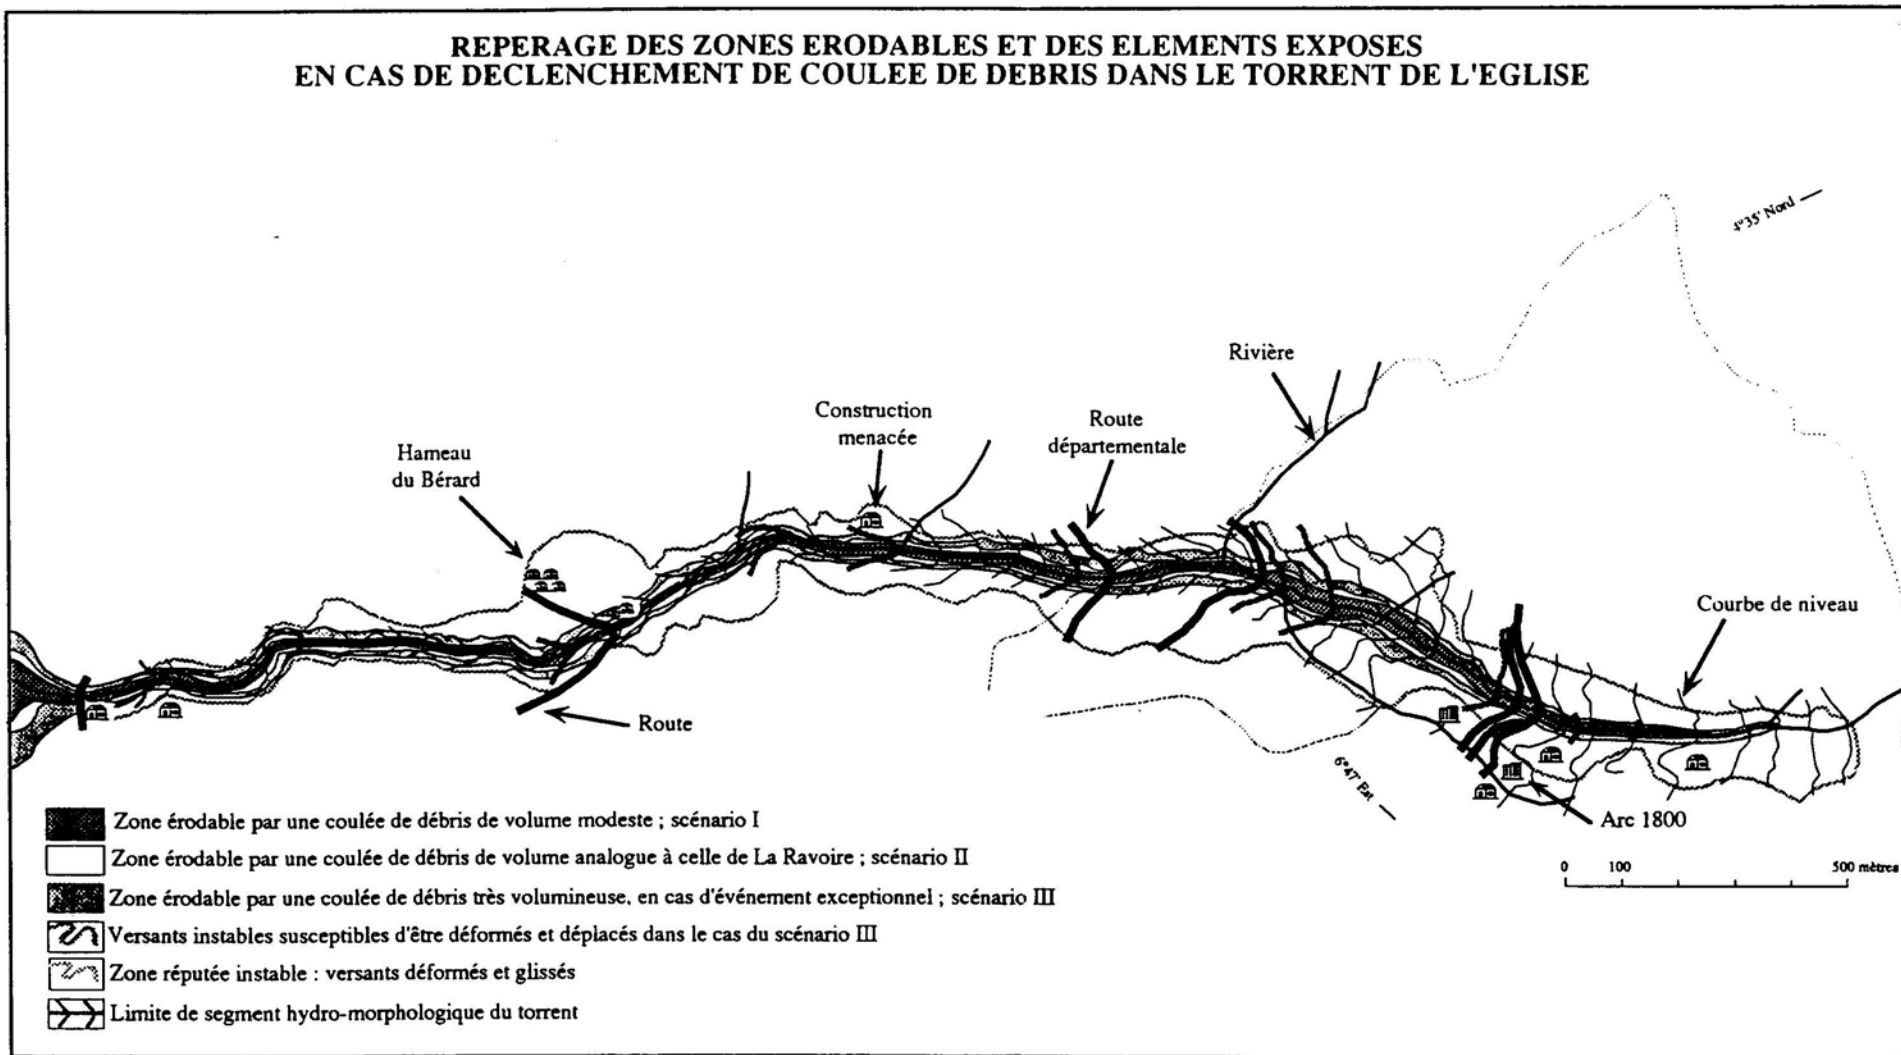 REPERAGE DES ZONES ERODABLES ET DES ELEMENTS EXPOSES
EN CAS DE DECLENCHEMENT DE COULEE DE DEBRIS DANS LE TORRENT DE L'EGLISE
35' Nord
Rivière
Construction
menacée
Route
départementale
Hameau
du Bérard
Courbe de niveau
Route
6°47' Est
Arc 1800
0 100 500 mètres
Zone érodable par une coulée de débris de volume modeste ; scénario I
Zone érodable par une coulée de débris de volume analogue à celle de La Ravoire ; scénario II
Zone érodable par une coulée de débris très volumineuse, en cas d'événement exceptionnel ; scénario III
Versants instables susceptibles d'être déformés et déplacés dans le cas du scénario III
Zone réputée instable : versants déformés et glissés
Limite de segment hydro-morphologique du torrent